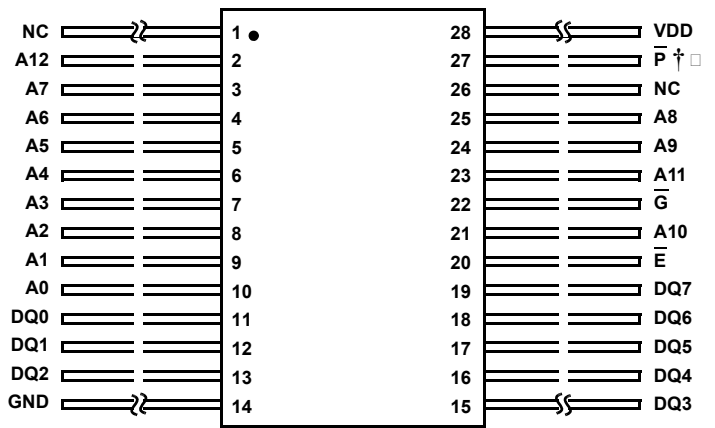 NC 1 28 VDD
A12 2 27 P̅ † □
A7 3 26 NC
A6 4 25 A8
A5 5 24 A9
A4 6 23 A11
A3 7 22 G̅
A2 8 21 A10
A1 9 20 E̅
A0 10 19 DQ7
DQ0 11 18 DQ6
DQ1 12 17 DQ5
DQ2 13 16 DQ4
GND 14 15 DQ3